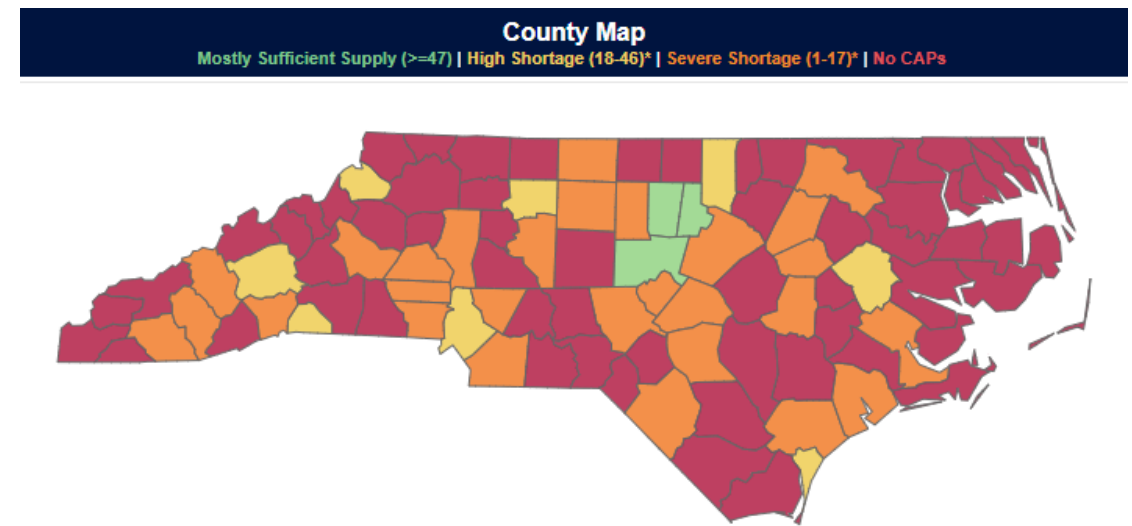 County Map
Mostly Sufficient Supply (>=47) | High Shortage (18-46)* | Severe Shortage (1-17)* | No CAPs